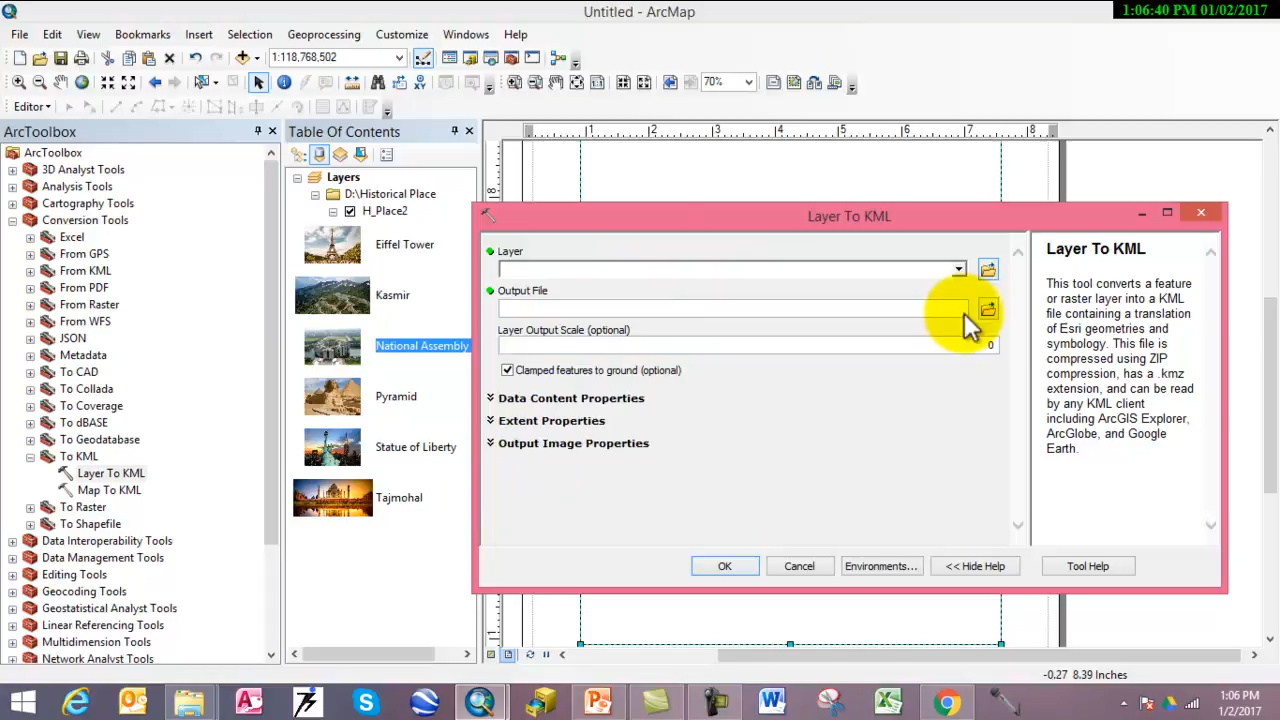 Untitled - ArcMap
1:06:40 PM 01/02/2017
File Edit View Bookmarks Insert Selection Geoprocessing Customize Windows Help
1:118,768,502
70%
Editor
ArcToolbox
Table Of Contents
1 2 3 4 5 6 7 8
ArcToolbox
3D Analyst Tools
Analysis Tools
Cartography Tools
Conversion Tools
Excel
From GPS
From KML
From PDF
From Raster
From WFS
JSON
Metadata
To CAD
To Collada
To Coverage
To dBASE
To Geodatabase
To KML
Layer To KML
Map To KML
To Raster
To Shapefile
Data Interoperability Tools
Data Management Tools
Editing Tools
Geocoding Tools
Geostatistical Analyst Tools
Linear Referencing Tools
Multidimension Tools
Network Analyst Tools
Layers
D:\Historical Place
H_Place2
Eiffel Tower
Kasmir
National Assembly
Pyramid
Statue of Liberty
Tajmohal
8
Layer To KML
Layer
Output File
Layer Output Scale (optional)
0
Clamped features to ground (optional)
Data Content Properties
Extent Properties
Output Image Properties
Layer To KML
This tool converts a feature
or raster layer into a KML
file containing a translation
of Esri geometries and
symbology. This file is
compressed using ZIP
compression, has a .kmz
extension, and can be read
by any KML client
including ArcGIS Explorer,
ArcGlobe, and Google
Earth.
OK Cancel Environments... << Hide Help Tool Help
-0.27 8.39 Inches
1:06 PM
1/2/2017